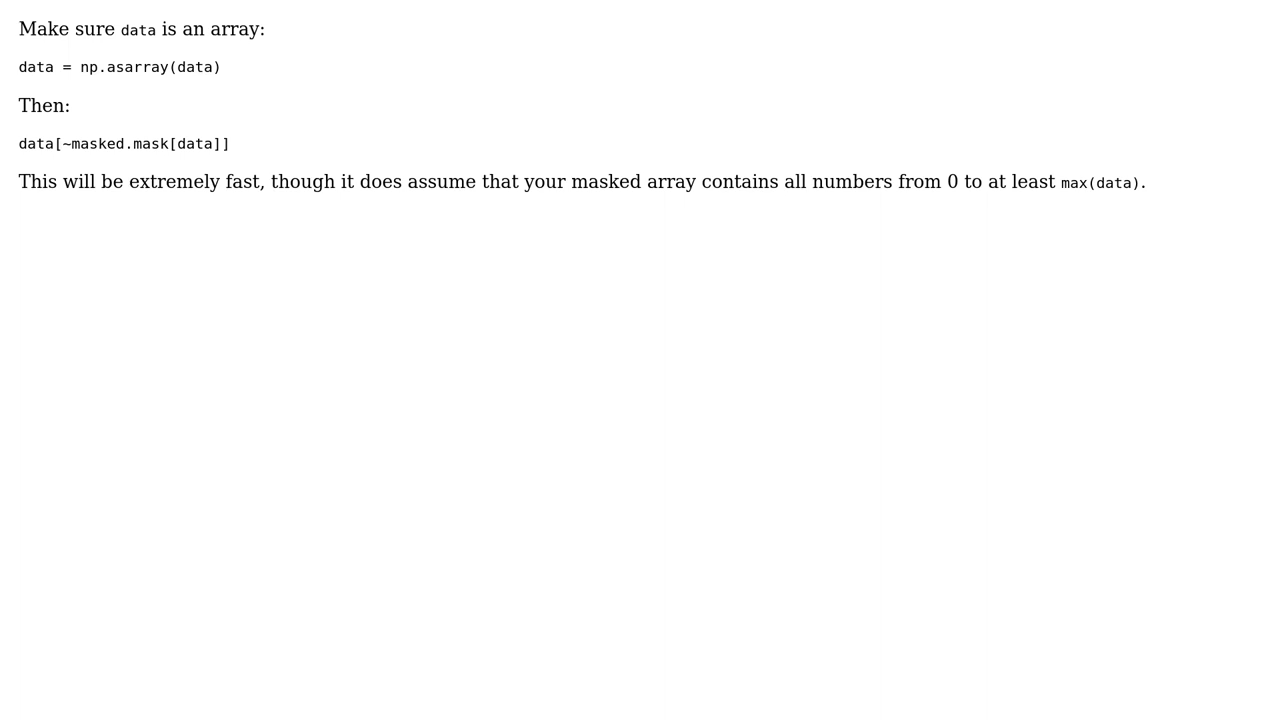 Make sure data is an array:
data = np.asarray(data)
Then:
data[~masked.mask[data]]
This will be extremely fast, though it does assume that your masked array contains all numbers from 0 to at least max(data).